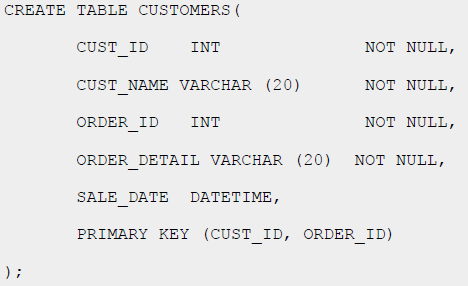 CREATE TABLE CUSTOMERS(
CUST_ID INT NOT NULL,
CUST_NAME VARCHAR (20) NOT NULL,
ORDER_ID INT NOT NULL,
ORDER_DETAIL VARCHAR (20) NOT NULL,
SALE_DATE DATETIME,
PRIMARY KEY (CUST_ID, ORDER_ID)
);